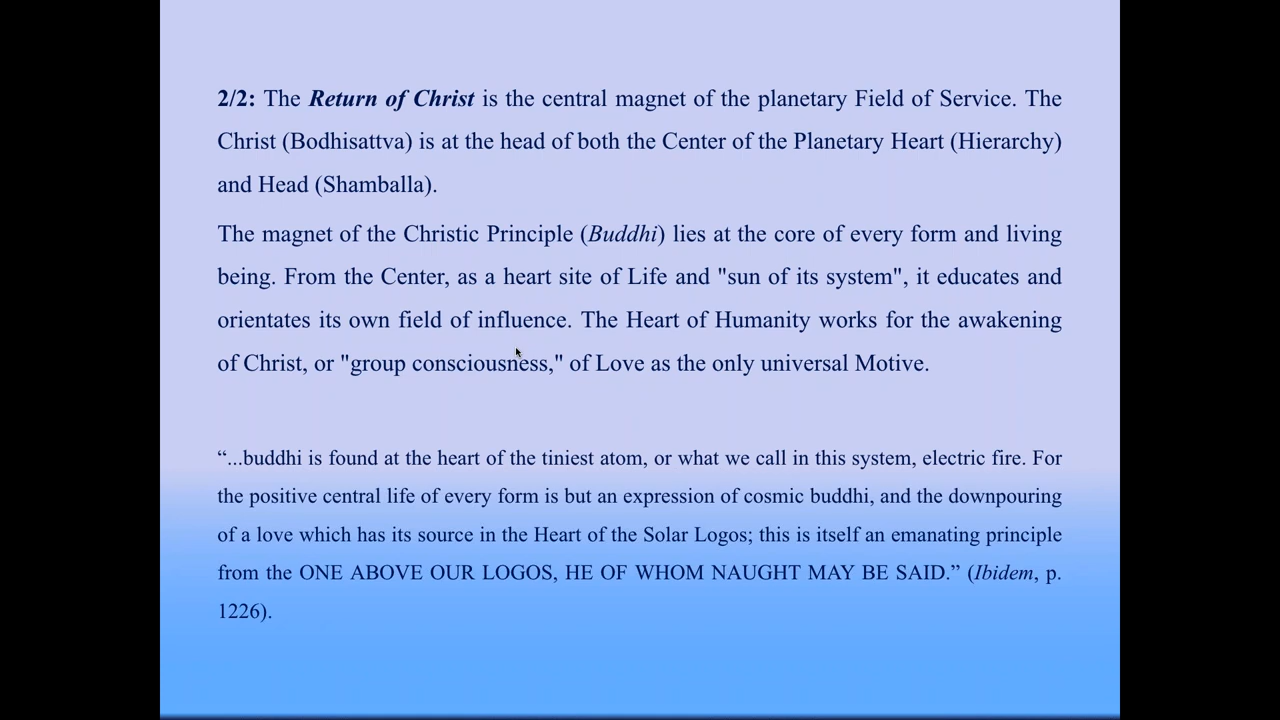 2/2: The Return of Christ is the central magnet of the planetary Field of Service. The
Christ (Bodhisattva) is at the head of both the Center of the Planetary Heart (Hierarchy)
and Head (Shamballa).
The magnet of the Christic Principle (Buddhi) lies at the core of every form and living
being. From the Center, as a heart site of Life and "sun of its system", it educates and
orientates its own field of influence. The Heart of Humanity works for the awakening
of Christ, or "group consciousness," of Love as the only universal Motive.
“...buddhi is found at the heart of the tiniest atom, or what we call in this system, electric fire. For
the positive central life of every form is but an expression of cosmic buddhi, and the downpouring
of a love which has its source in the Heart of the Solar Logos; this is itself an emanating principle
from the ONE ABOVE OUR LOGOS, HE OF WHOM NAUGHT MAY BE SAID.” (Ibidem, p.
1226).